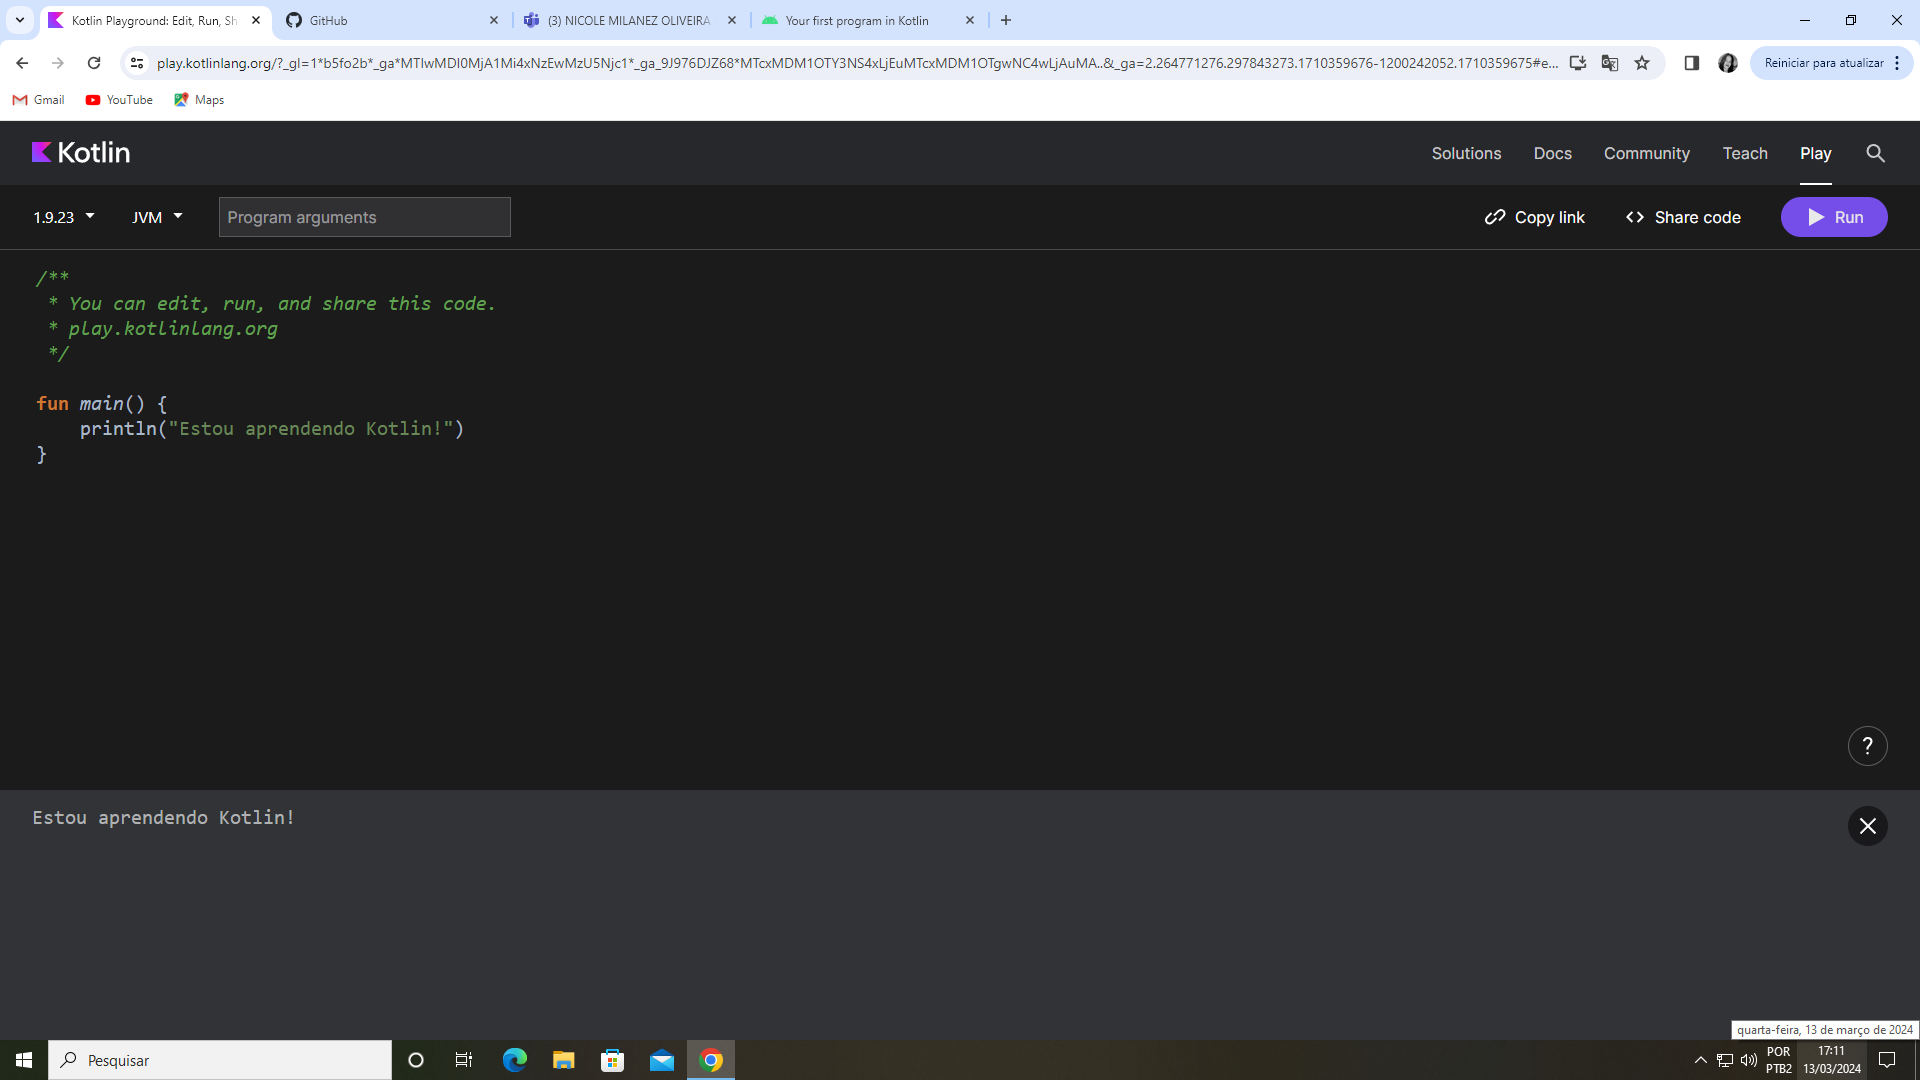 Kotlin Playground: Edit, Run, Sh
GitHub
(3) NICOLE MILANEZ OLIVEIRA
Your first program in Kotlin
play.kotlinlang.org/?_gl=1*b5fo2b*_ga*MTIwMDI0MjA1Mi4xNzEwMzU5Njc1*_ga_9J976DJZ68*MTcxMDM1OTY3NS4xLjEuMTcxMDM1OTgwNC4wLjAuMA..&_ga=2.264771276.297843273.1710359676-1200242052.1710359675#e...
Reiniciar para atualizar
Gmail
YouTube
Maps
Kotlin
Solutions
Docs
Community
Teach
Play
1.9.23
JVM
Program arguments
Copy link
Share code
Run
/**
* You can edit, run, and share this code.
* play.kotlinlang.org
*/
fun main() {
println("Estou aprendendo Kotlin!")
}
?
Estou aprendendo Kotlin!
quarta-feira, 13 de março de 2024
Pesquisar
POR
PTB2
17:11
13/03/2024